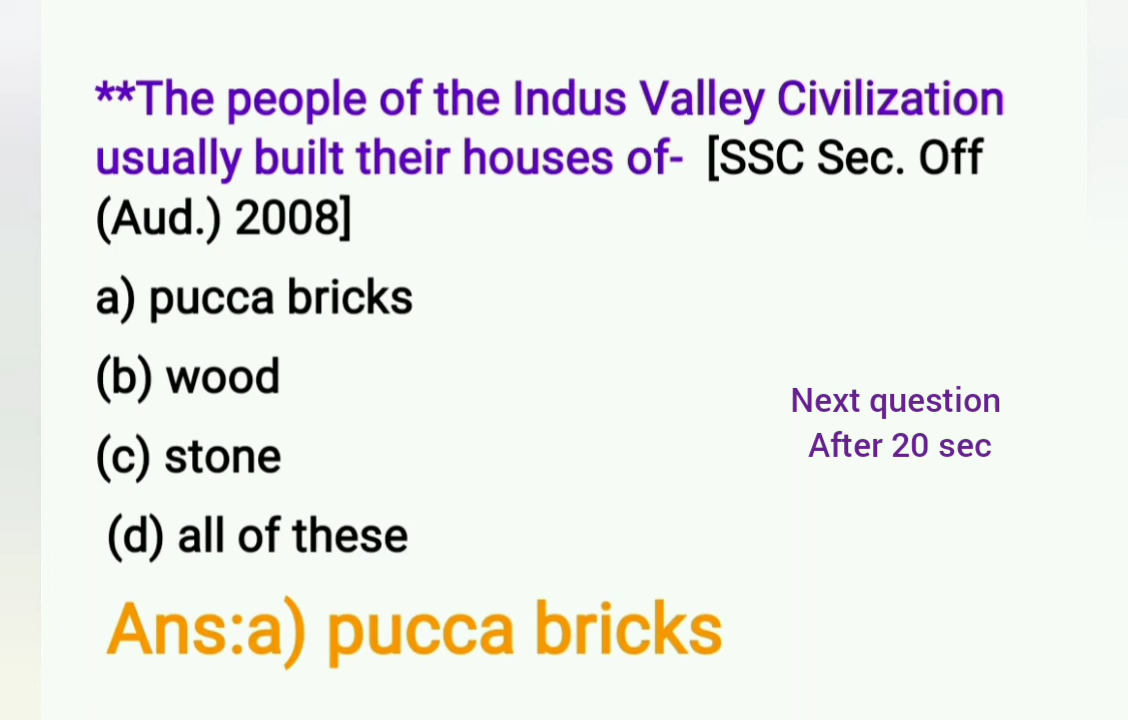 **The people of the Indus Valley Civilization
usually built their houses of- [SSC Sec. Off
(Aud.) 2008]
a) pucca bricks
(b) wood
(c) stone
(d) all of these
Next question
After 20 sec
Ans:a) pucca bricks